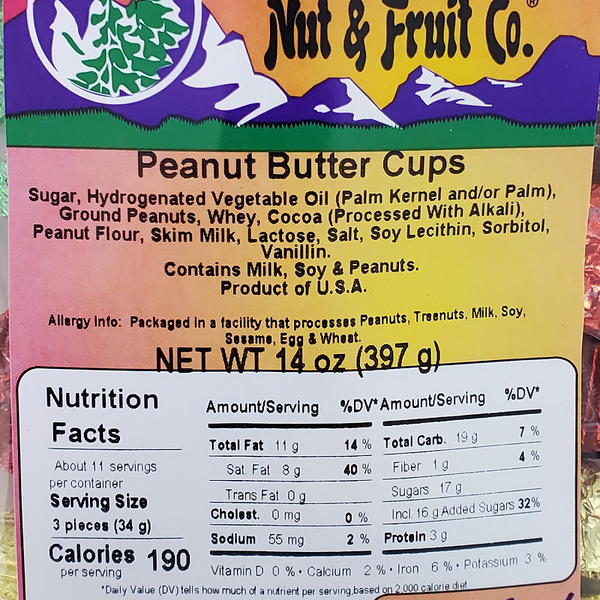 Nut & Fruit Co.®
Peanut Butter Cups
Sugar, Hydrogenated Vegetable Oil (Palm Kernel and/or Palm),
Ground Peanuts, Whey, Cocoa (Processed With Alkali),
Peanut Flour, Skim Milk, Lactose, Salt, Soy Lecithin, Sorbitol,
Vanillin.
Contains Milk, Soy & Peanuts.
Product of U.S.A.
Allergy Info: Packaged in a facility that processes Peanuts, Treenuts, Milk, Soy,
Sesame, Egg & Wheat.
NET WT 14 oz (397 g)
Nutrition
Facts
About 11 servings
per container
Serving Size
3 pieces (34 g)
Calories 190
per serving
Amount/Serving %DV*
Total Fat 11 g 14 %
Sat. Fat 8 g 40 %
Trans Fat 0 g
Cholest. 0 mg 0 %
Sodium 55 mg 2 %
Amount/Serving %DV*
Total Carb. 19 g 7 %
Fiber 1 g 4 %
Sugars 17 g
Incl. 16 g Added Sugars 32%
Protein 3 g
Vitamin D 0 % • Calcium 2 % • Iron 6 % • Potassium 3 %
*Daily Value (DV) tells how much of a nutrient per serving,based on 2,000 calorie diet